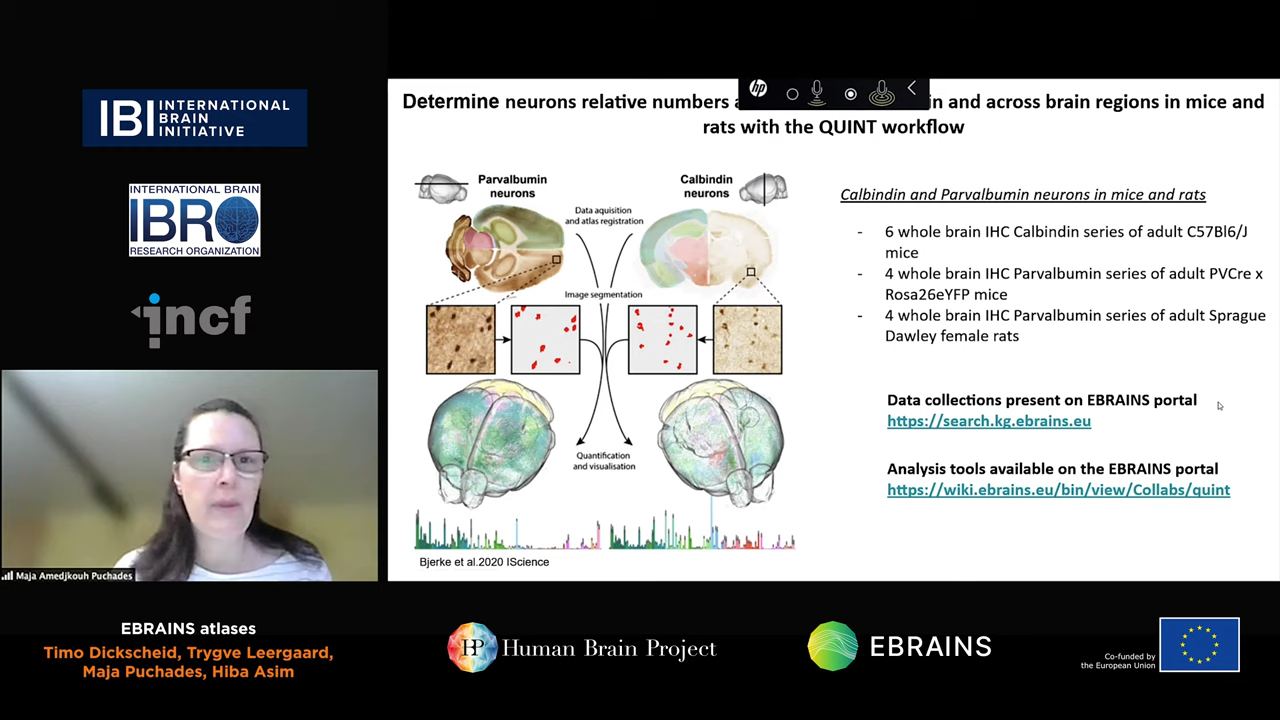 IBI INTERNATIONAL
BRAIN
INITIATIVE
INTERNATIONAL BRAIN
IBRO
RESEARCH ORGANIZATION
incf
Maja Amedjkouh Puchades
EBRAINS atlases
Timo Dickscheid, Trygve Leergaard,
Maja Puchades, Hiba Asim
hp
Determine neurons relative numbers and across brain regions in mice and
rats with the QUINT workflow
Parvalbumin
neurons
Calbindin
neurons
Data aquisition
and atlas registration
Image segmentation
Quantification
and visualisation
Bjerke et al.2020 IScience
Calbindin and Parvalbumin neurons in mice and rats
- 6 whole brain IHC Calbindin series of adult C57Bl6/J
mice
- 4 whole brain IHC Parvalbumin series of adult PVCre x
Rosa26eYFP mice
- 4 whole brain IHC Parvalbumin series of adult Sprague
Dawley female rats
Data collections present on EBRAINS portal
https://search.kg.ebrains.eu
Analysis tools available on the EBRAINS portal
https://wiki.ebrains.eu/bin/view/Collabs/quint
HBP Human Brain Project
EBRAINS
Co-funded by
the European Union